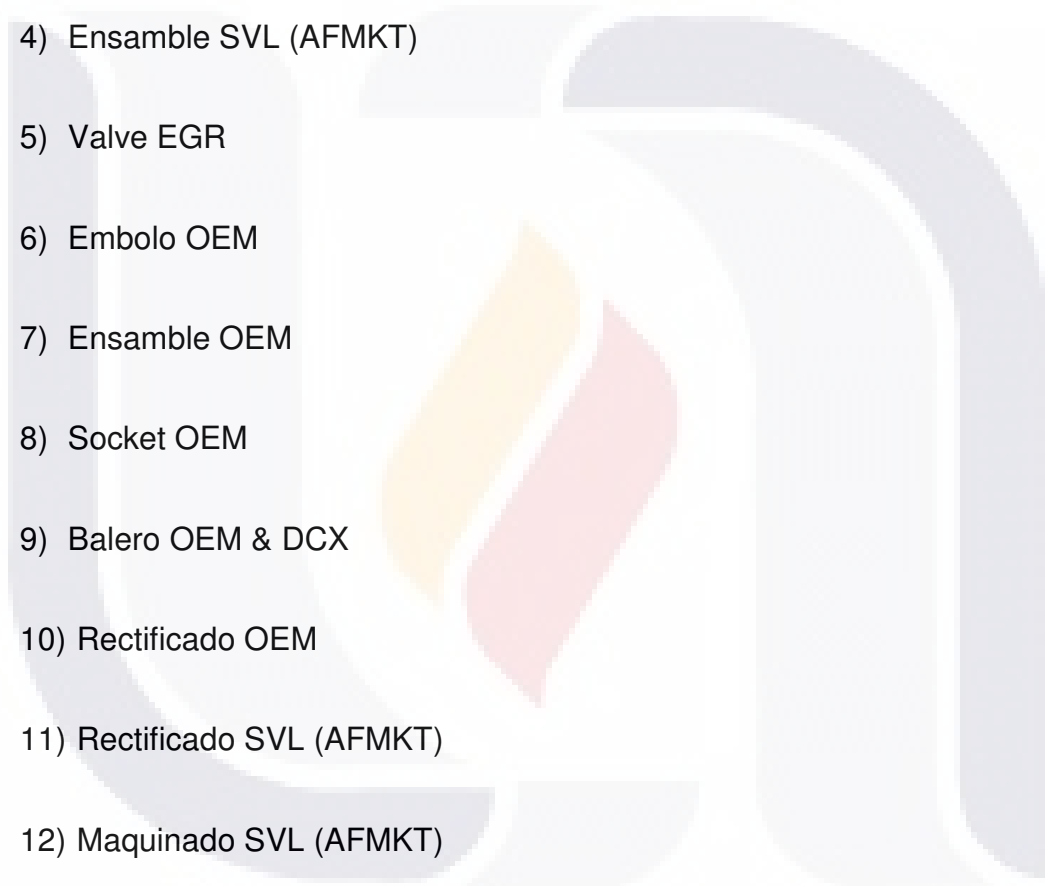 4) Ensamble SVL (AFMKT)
5) Valve EGR
6) Embolo OEM
7) Ensamble OEM
8) Socket OEM
9) Balero OEM & DCX
10) Rectificado OEM
11) Rectificado SVL (AFMKT)
12) Maquinado SVL (AFMKT)